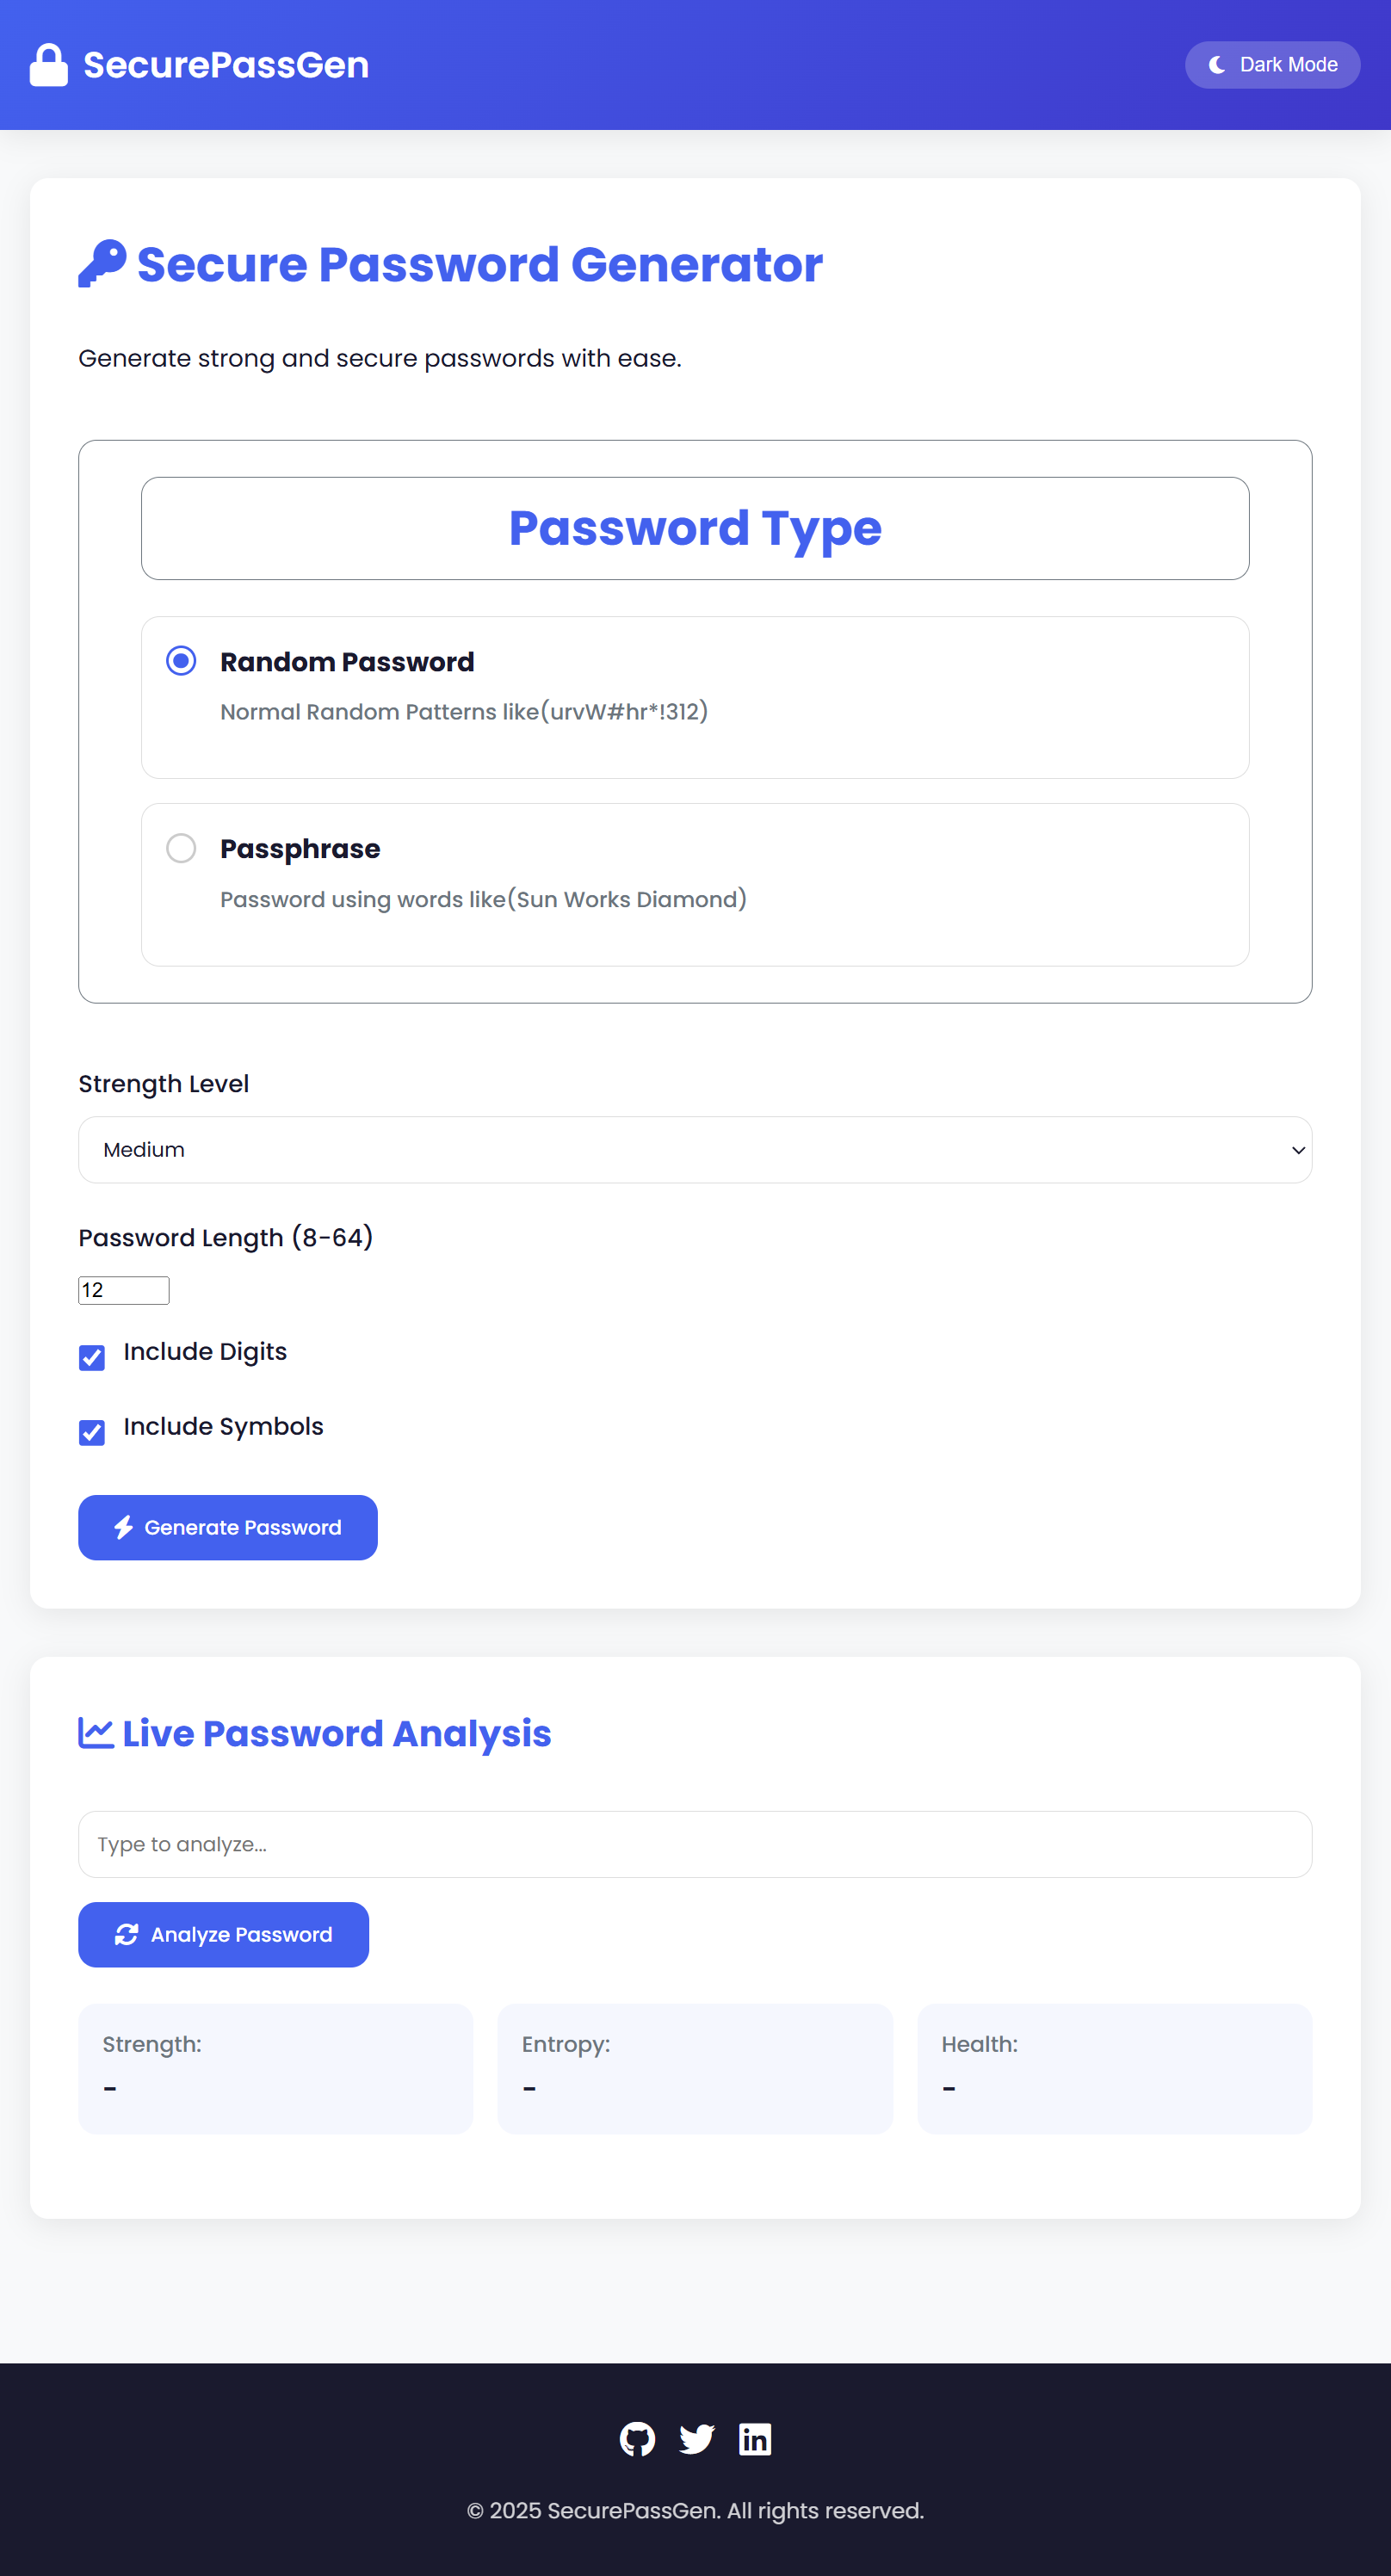 SecurePassGen
Dark Mode
Secure Password Generator
Generate strong and secure passwords with ease.
Password Type
Random Password
Normal Random Patterns like(urvW#hr*!312)
Passphrase
Password using words like(Sun Works Diamond)
Strength Level
Medium
Password Length (8-64)
12
Include Digits
Include Symbols
Generate Password
Live Password Analysis
Type to analyze...
Analyze Password
Strength:
-
Entropy:
-
Health:
-
in
© 2025 SecurePassGen. All rights reserved.